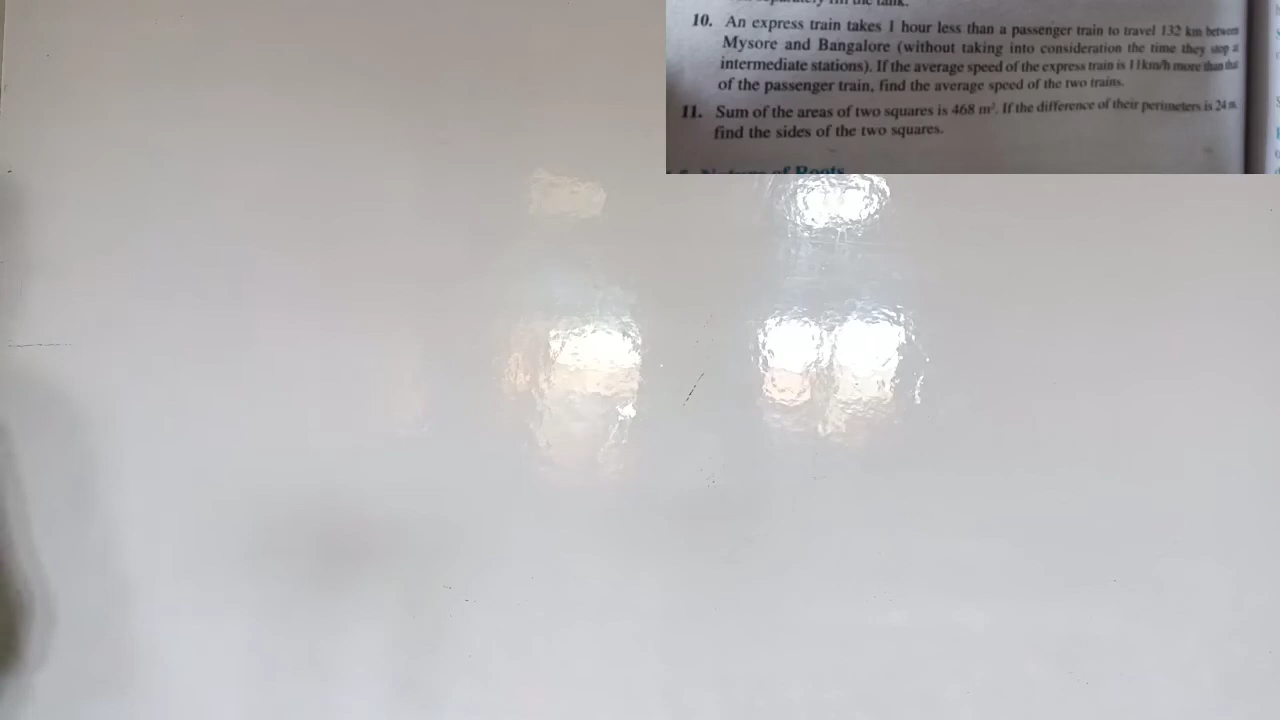 the tank.
10. An express train takes 1 hour less than a passenger train to travel 132 km between
Mysore and Bangalore (without taking into consideration the time they stop at
intermediate stations). If the average speed of the express train is 11km/h more than that
of the passenger train, find the average speed of the two trains.
11. Sum of the areas of two squares is 468 m². If the difference of their perimeters is 24 m,
find the sides of the two squares.
of Roots